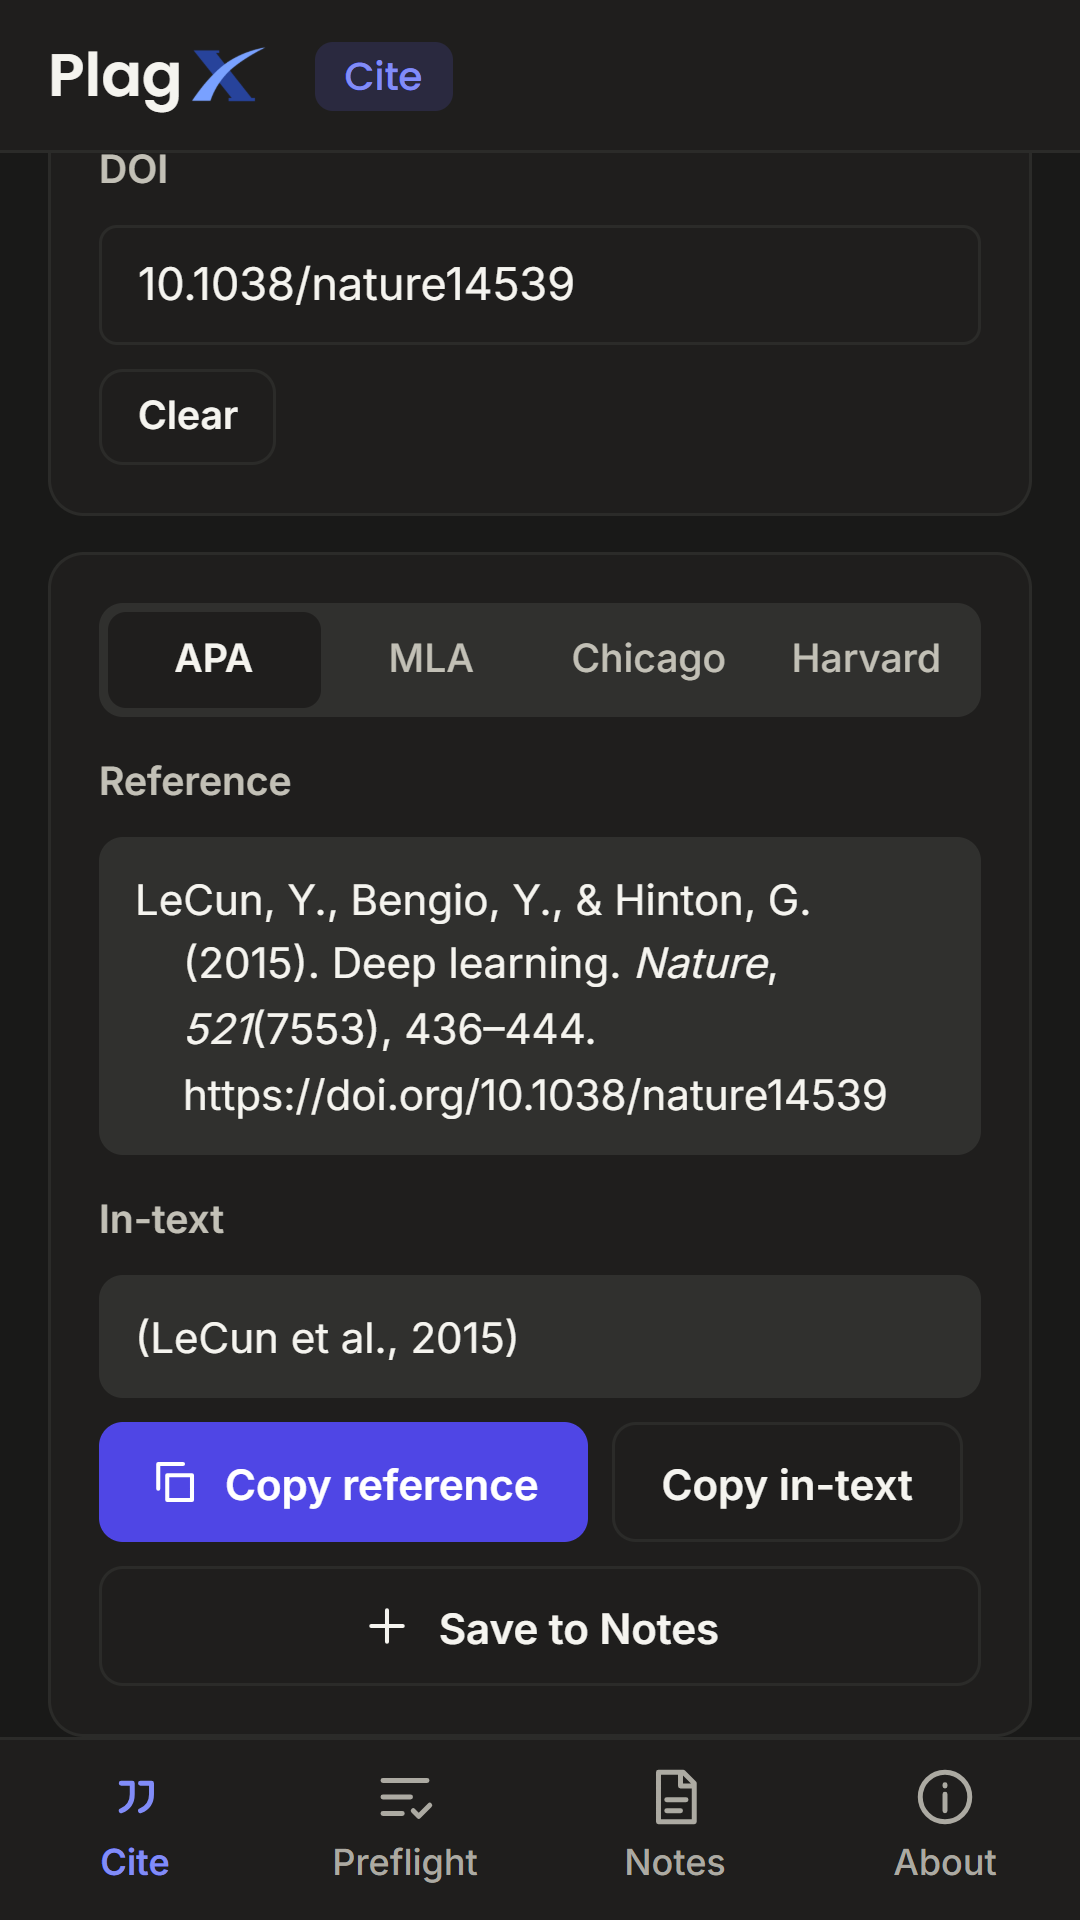 PlagX Cite
DOI
10.1038/nature14539
Clear
APA MLA Chicago Harvard
Reference
LeCun, Y., Bengio, Y., & Hinton, G.
(2015). Deep learning. Nature,
521(7553), 436–444.
https://doi.org/10.1038/nature14539
In-text
(LeCun et al., 2015)
Copy reference Copy in-text
Save to Notes
Cite Preflight Notes About